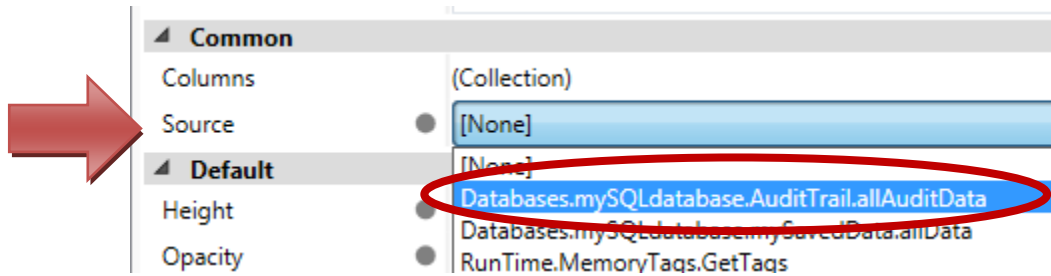 Common
Columns (Collection)
Source [None]
Default [None]
Databases.mySQLdatabase.AuditTrail.allAuditData
Height
Databases.mySQLdatabase.mySavedData.allData
Opacity RunTime.MemoryTags.GetTags